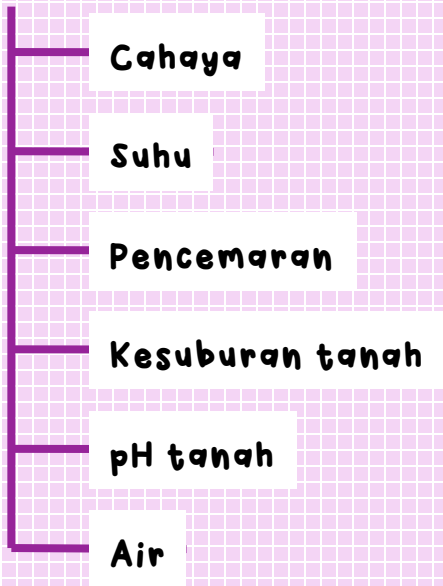 Cahaya
Suhu
Pencemaran
Kesuburan tanah
pH tanah
Air